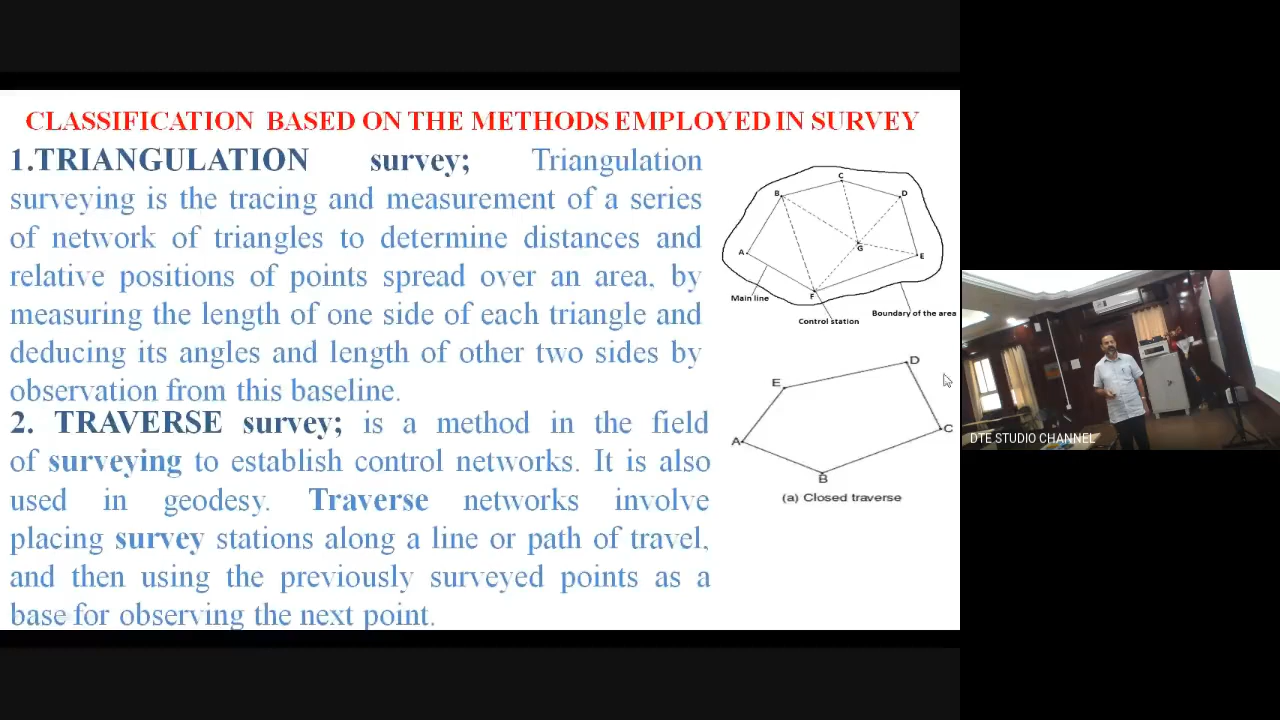 CLASSIFICATION BASED ON THE METHODS EMPLOYED IN SURVEY
1.TRIANGULATION survey; Triangulation
surveying is the tracing and measurement of a series
of network of triangles to determine distances and
relative positions of points spread over an area, by
measuring the length of one side of each triangle and
deducing its angles and length of other two sides by
observation from this baseline.
2. TRAVERSE survey; is a method in the field
of surveying to establish control networks. It is also
used in geodesy. Traverse networks involve
placing survey stations along a line or path of travel,
and then using the previously surveyed points as a
base for observing the next point.
C
B
D
G
A
E
F
Main line
Control station
Boundary of the area
D
E
A
C
B
(a) Closed traverse
DTE STUDIO CHANNEL